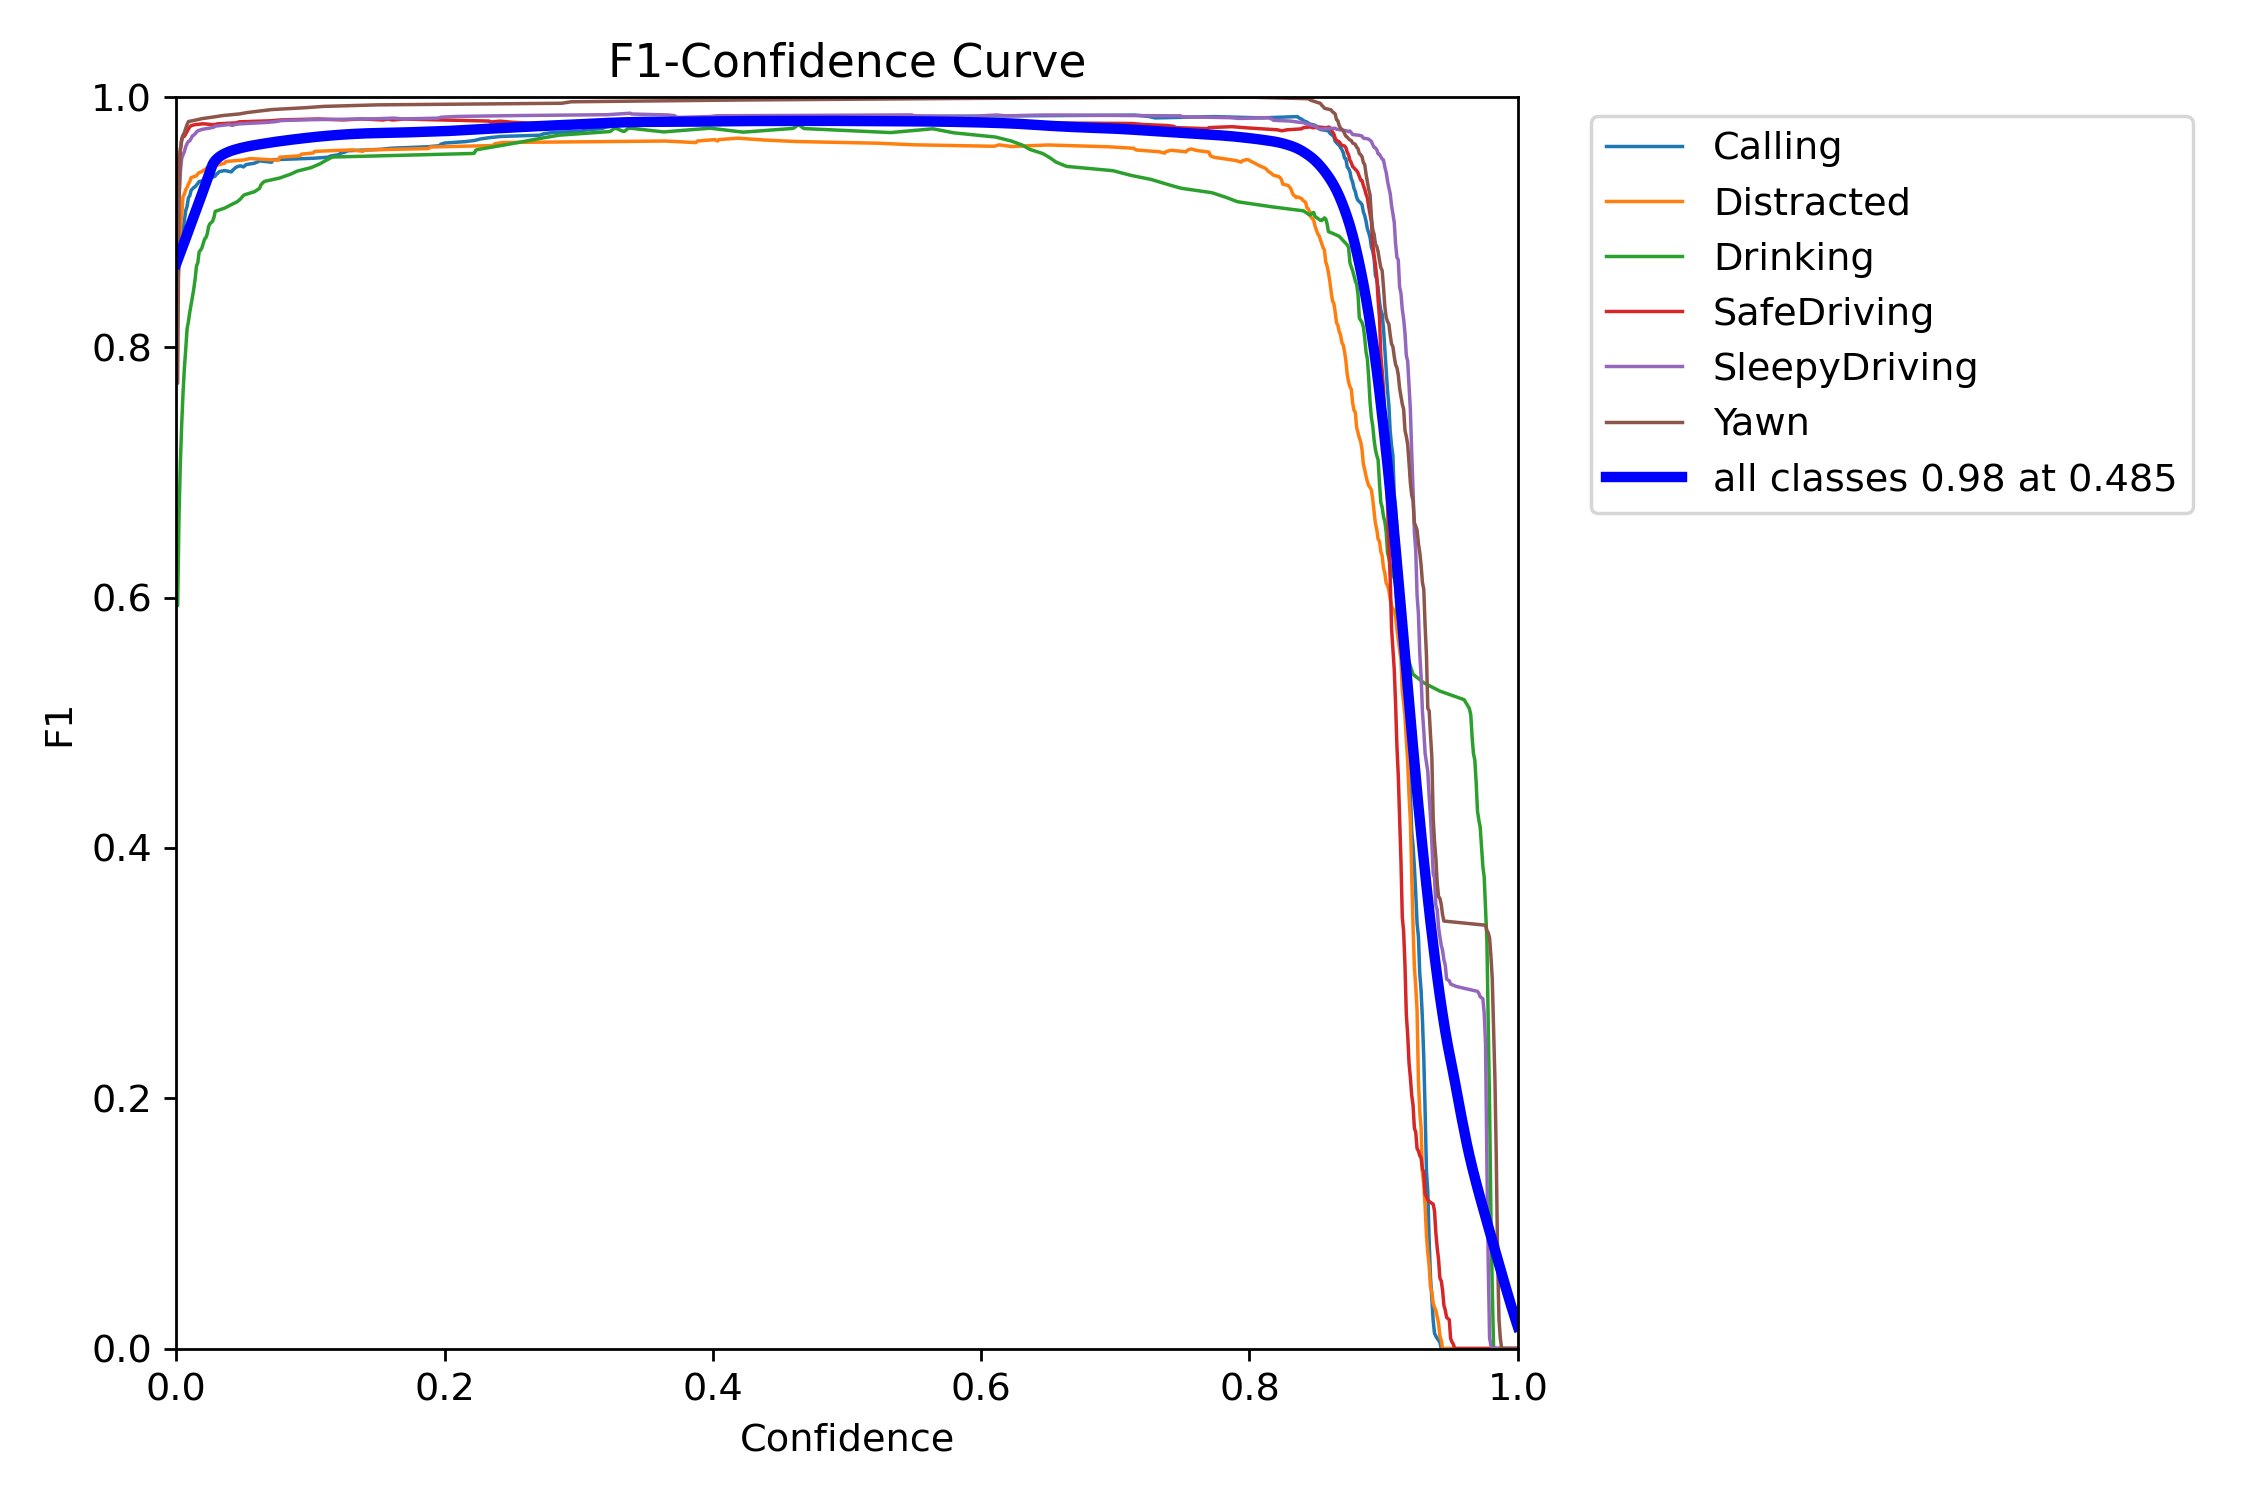 F1-Confidence Curve
1.0
0.8
0.6
0.4
0.2
0.0
F1
0.0 0.2 0.4 0.6 0.8 1.0
Confidence
Calling
Distracted
Drinking
SafeDriving
SleepyDriving
Yawn
all classes 0.98 at 0.485